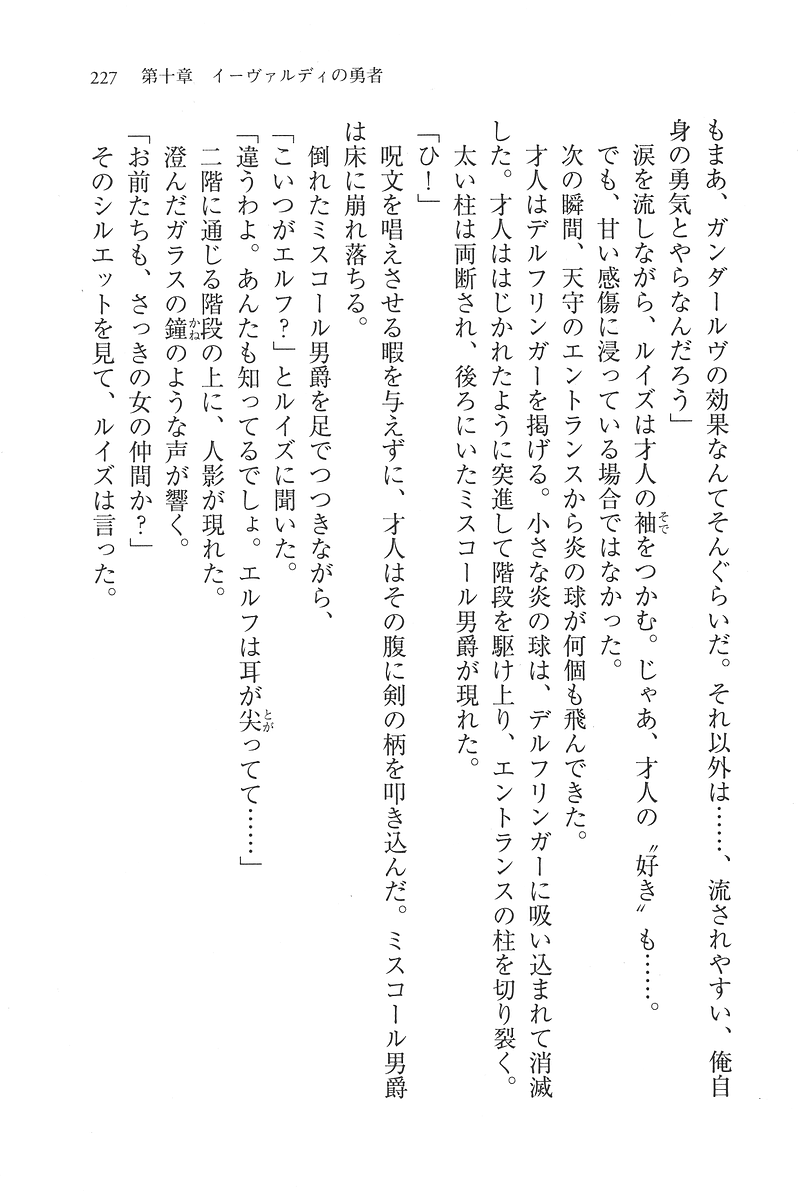 227 第十章 イーヴァルディの勇者
もまあ、ガンダールヴの効果なんてそんぐらいだ。それ以外は……、流されやすい、俺自
身の勇気とやらなんだろう」
涙を流しながら、ルイズは才人の袖をつかむ。じゃあ、才人の〝好き〟も……。
でも、甘い感傷に浸っている場合ではなかった。
次の瞬間、天守のエントランスから炎の球が何個も飛んできた。
才人はデルフリンガーを掲げる。小さな炎の球は、デルフリンガーに吸い込まれて消滅
した。才人ははじかれたように突進して階段を駆け上り、エントランスの柱を切り裂く。
太い柱は両断され、後ろにいたミスコール男爵が現れた。
「ひ!」
呪文を唱えさせる暇を与えずに、才人はその腹に剣の柄を叩き込んだ。ミスコール男爵
は床に崩れ落ちる。
倒れたミスコール男爵を足でつつきながら、
「こいつがエルフ?」とルイズに聞いた。
「違うわよ。あんたも知ってるでしょ。エルフは耳が尖ってて……」
二階に通じる階段の上に、人影が現れた。
澄んだガラスの鐘のような声が響く。
「お前たちも、さっきの女の仲間か?」
そのシルエットを見て、ルイズは言った。